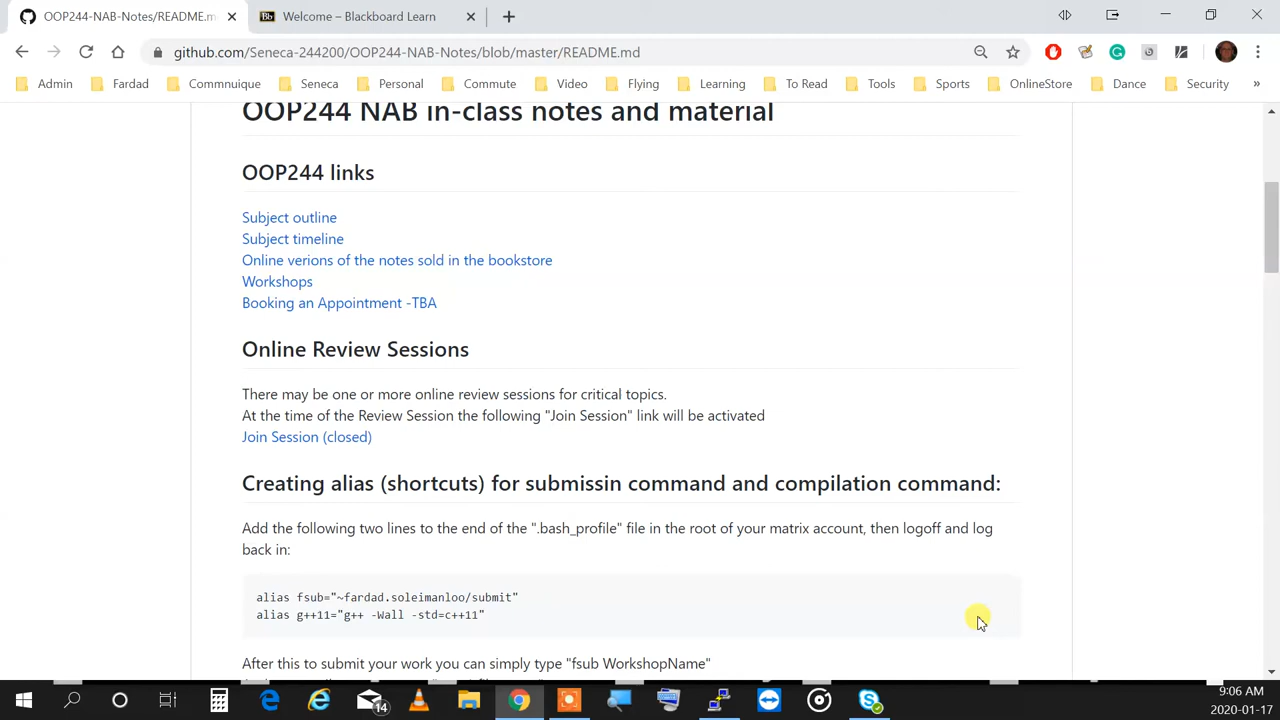 OOP244-NAB-Notes/README.m
Welcome – Blackboard Learn
github.com/Seneca-244200/OOP244-NAB-Notes/blob/master/README.md
Admin Fardad Commnuique Seneca Personal Commute Video Flying Learning To Read Tools Sports OnlineStore Dance Security »
OOP244 NAB in-class notes and material
OOP244 links
Subject outline
Subject timeline
Online verions of the notes sold in the bookstore
Workshops
Booking an Appointment -TBA
Online Review Sessions
There may be one or more online review sessions for critical topics.
At the time of the Review Session the following "Join Session" link will be activated
Join Session (closed)
Creating alias (shortcuts) for submissin command and compilation command:
Add the following two lines to the end of the ".bash_profile" file in the root of your matrix account, then logoff and log
back in:
alias fsub="~fardad.soleimanloo/submit"
alias g++11="g++ -Wall -std=c++11"
After this to submit your work you can simply type "fsub WorkshopName"
14
9:06 AM
2020-01-17